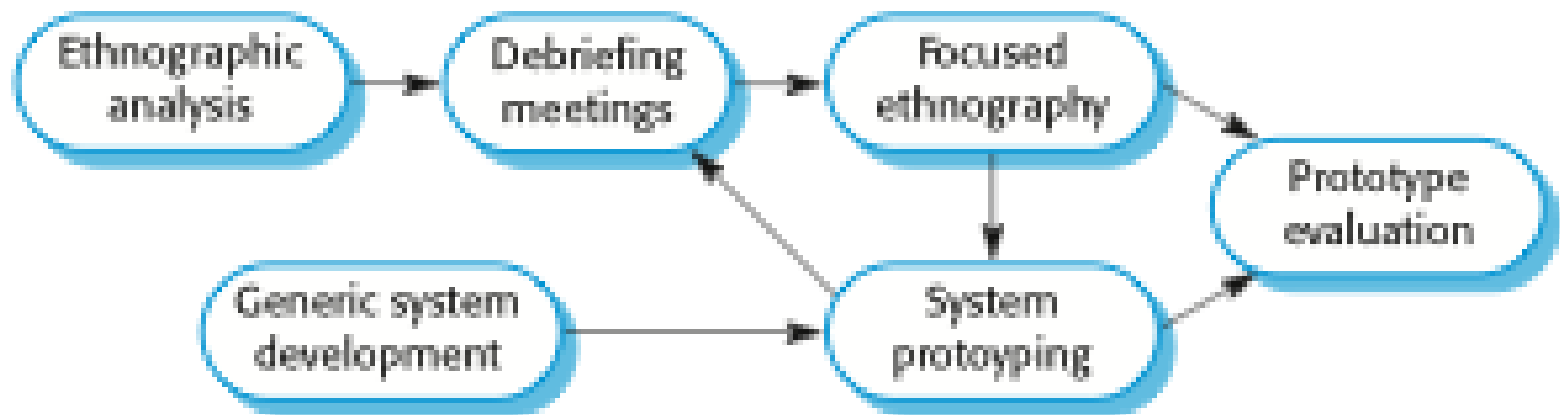 Ethnographic
analysis
Debriefing
meetings
Focused
ethnography
Prototype
evaluation
Generic system
development
System
protoyping